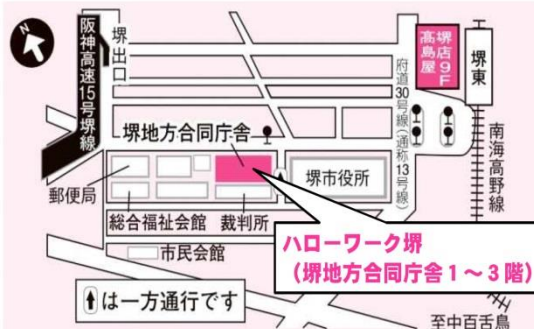 N
阪神高速15号堺線
堺出口
府道30号線(通称13号線)
髙島屋
堺店9F
堺東
南海高野線
堺地方合同庁舎
堺市役所
郵便局
総合福祉会館
裁判所
市民会館
ハローワーク堺
(堺地方合同庁舎1～3階)
は一方通行です
至中百舌鳥